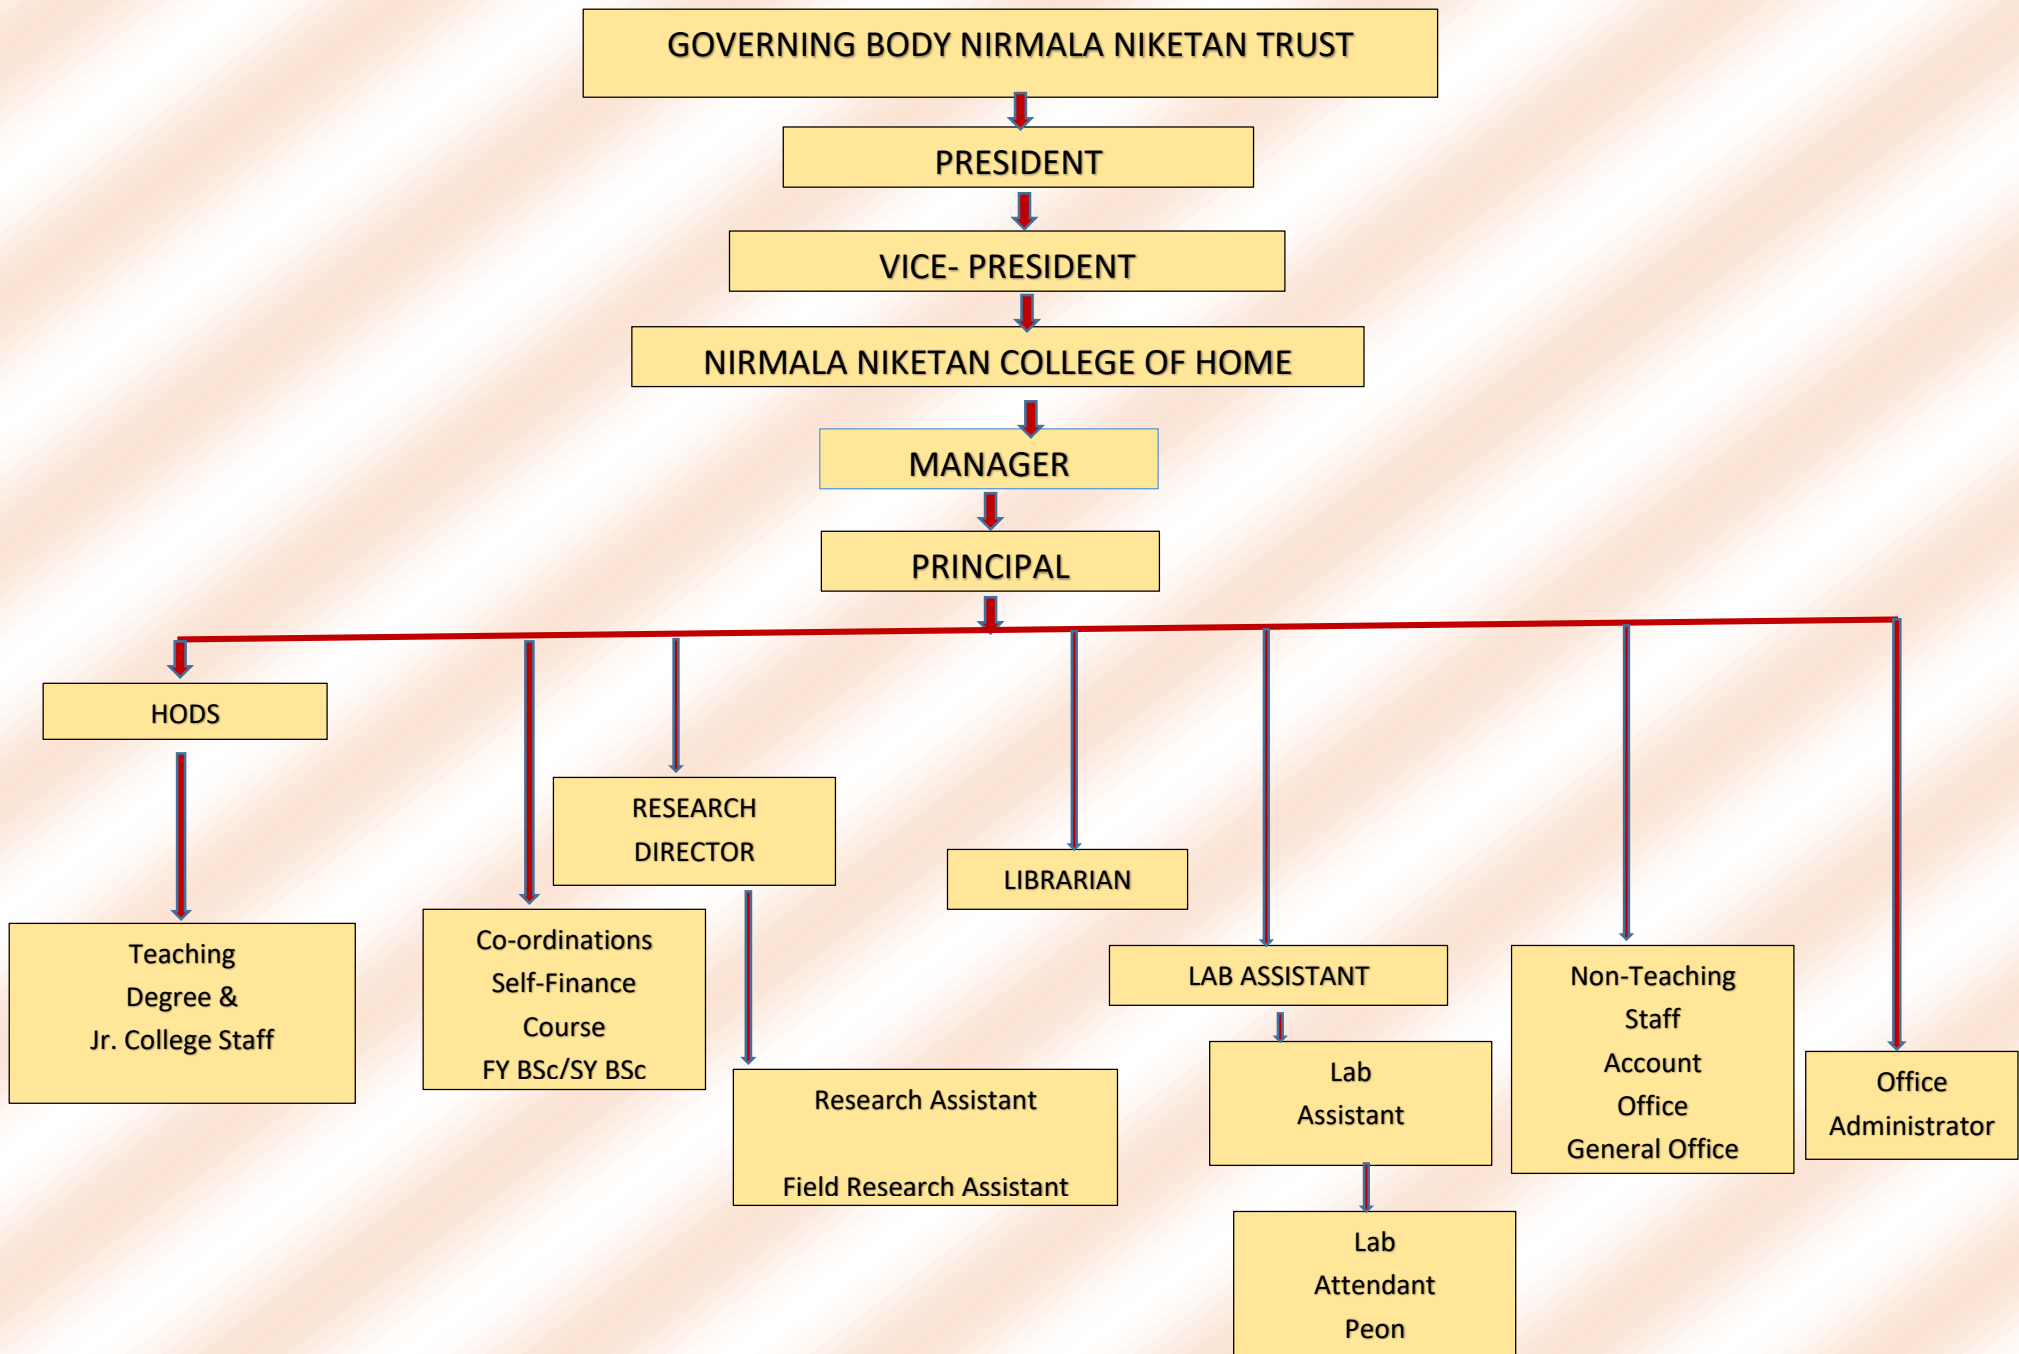 GOVERNING BODY NIRMALA NIKETAN TRUST
PRESIDENT
VICE- PRESIDENT
NIRMALA NIKETAN COLLEGE OF HOME
MANAGER
PRINCIPAL
HODS
RESEARCH
DIRECTOR
LIBRARIAN
Teaching
Degree &
Jr. College Staff
Co-ordinations
Self-Finance
Course
FY BSc/SY BSc
LAB ASSISTANT
Non-Teaching
Staff
Account
Office
General Office
Office
Administrator
Research Assistant
Field Research Assistant
Lab
Assistant
Lab
Attendant
Peon